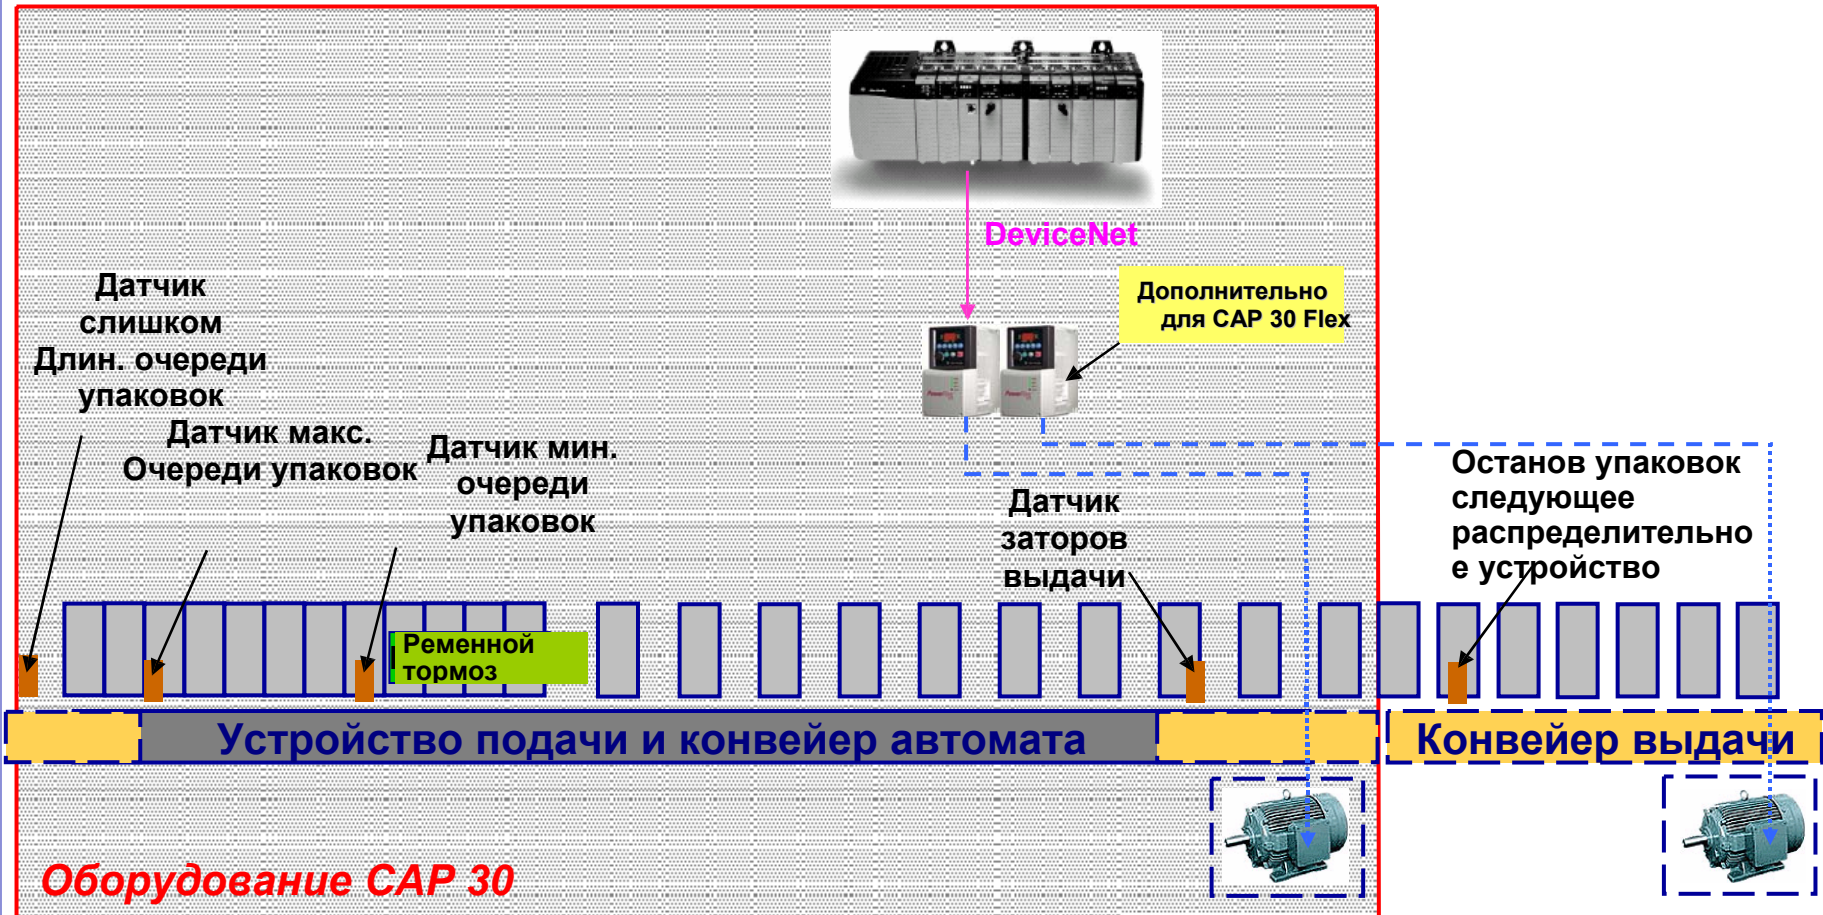 DeviceNet
Дополнительно
для CAP 30 Flex
Датчик
слишком
Длин. очереди
упаковок
Датчик макс.
Очереди упаковок
Датчик мин.
очереди
упаковок
Датчик
заторов
выдачи
Останов упаковок
следующее
распределительно
е устройство
Ременной
тормоз
Устройство подачи и конвейер автомата
Конвейер выдачи
Оборудование CAP 30